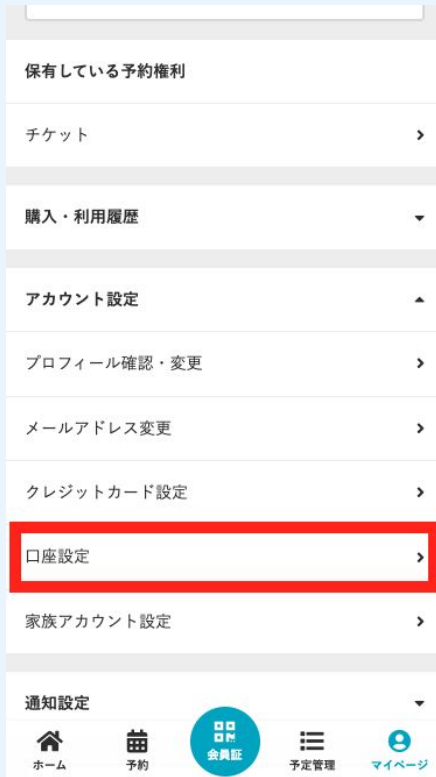 保有している予約権利
チケット
購入・利用履歴
アカウント設定
プロフィール確認・変更
メールアドレス変更
クレジットカード設定
口座設定
家族アカウント設定
通知設定
ホーム
予約
会員証
予定管理
マイページ